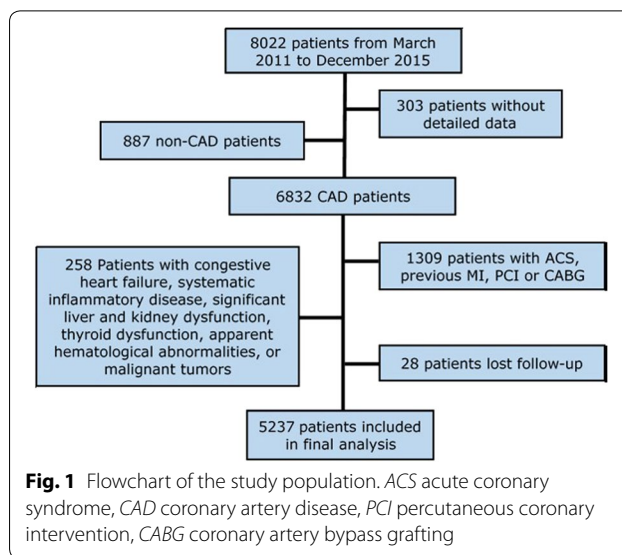 8022 patients from March
2011 to December 2015
303 patients without
detailed data
887 non-CAD patients
6832 CAD patients
258 Patients with congestive
heart failure, systematic
inflammatory disease, significant
liver and kidney dysfunction,
thyroid dysfunction, apparent
hematological abnormalities, or
malignant tumors
1309 patients with ACS,
previous MI, PCI or CABG
28 patients lost follow-up
5237 patients included
in final analysis
Fig. 1 Flowchart of the study population. ACS acute coronary
syndrome, CAD coronary artery disease, PCI percutaneous coronary
intervention, CABG coronary artery bypass grafting